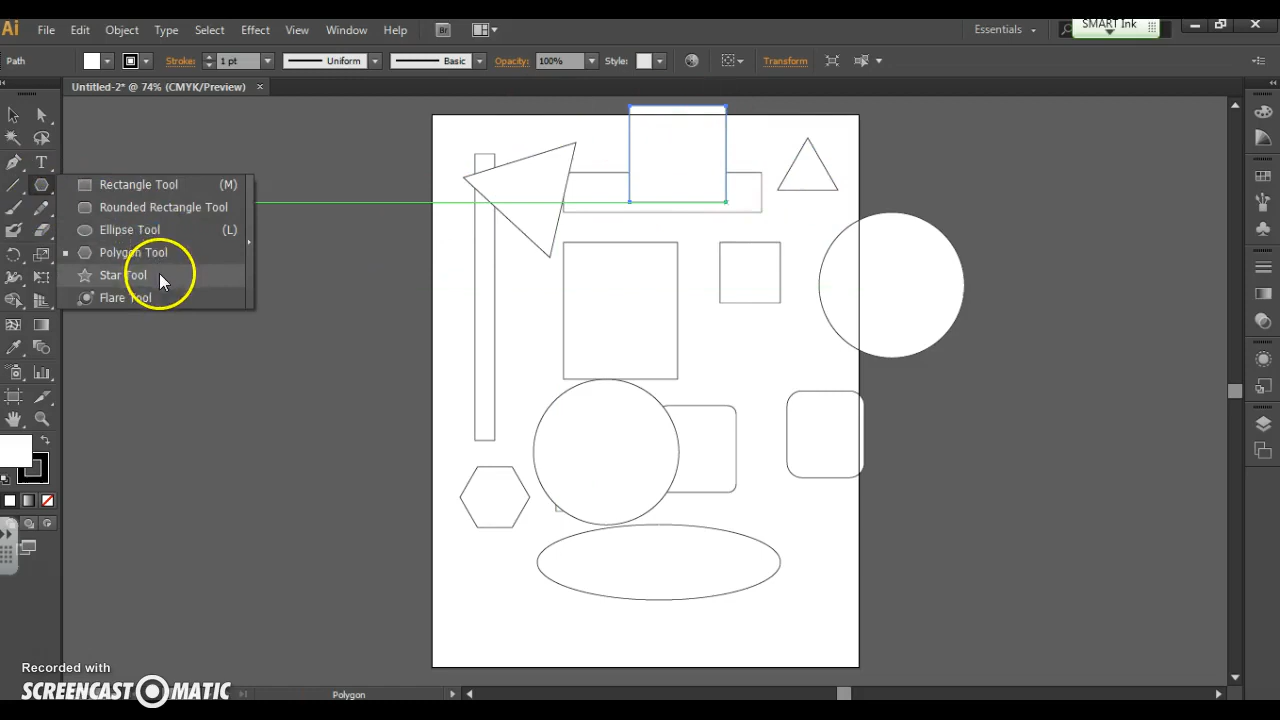 SMART Ink
Ai File Edit Object Type Select Effect View Window Help Br Essentials
Path Stroke: 1 pt Uniform Basic Opacity: 100% Style: Transform
Untitled-2* @ 74% (CMYK/Preview) ×
T
Rectangle Tool (M)
Rounded Rectangle Tool
Ellipse Tool (L)
Polygon Tool
Star Tool
Flare Tool
Recorded with
SCREENCAST O MATIC
Polygon